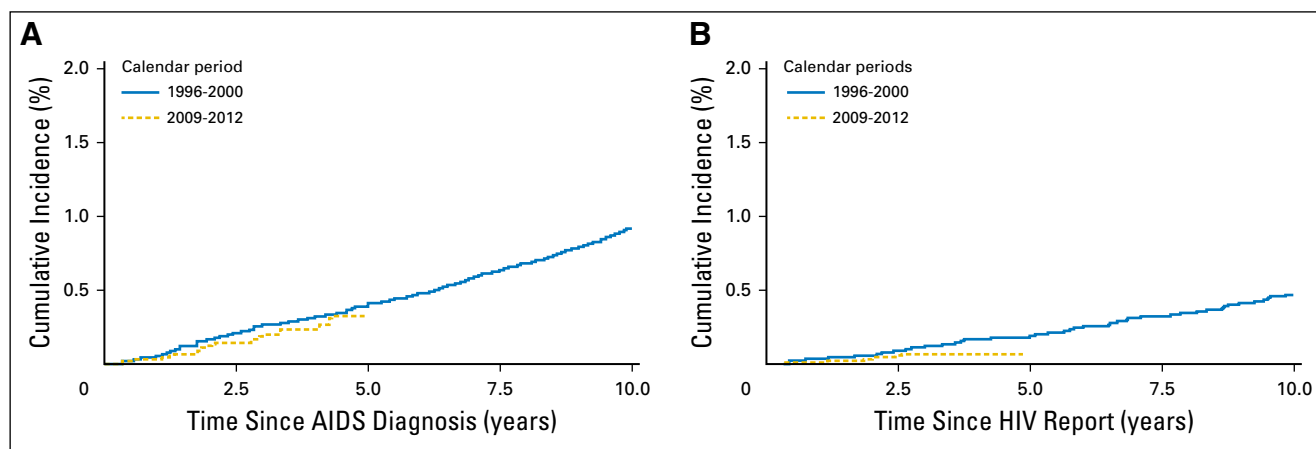 A
Calendar period
1996-2000
2009-2012
2.0
1.5
1.0
0.5
0
2.5
5.0
7.5
10.0
Cumulative Incidence (%)
Time Since AIDS Diagnosis (years)
B
Calendar periods
1996-2000
2009-2012
2.0
1.5
1.0
0.5
0
2.5
5.0
7.5
10.0
Cumulative Incidence (%)
Time Since HIV Report (years)